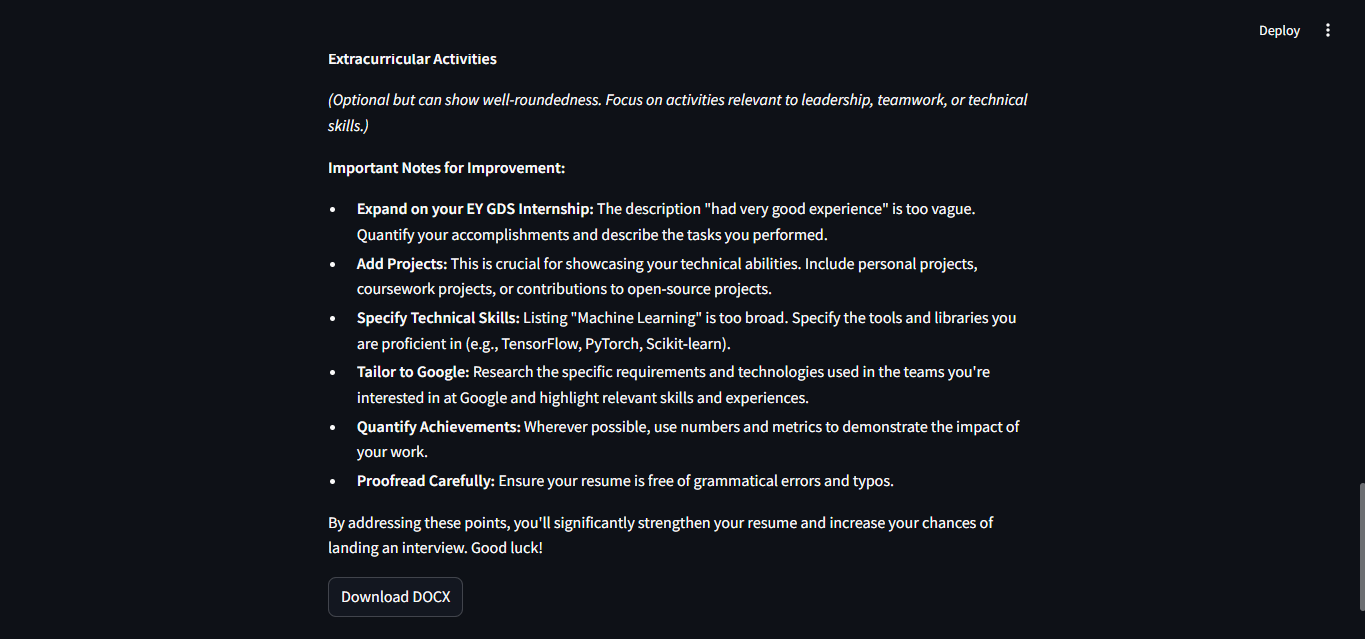 Deploy
Extracurricular Activities
(Optional but can show well-roundedness. Focus on activities relevant to leadership, teamwork, or technical
skills.)
Important Notes for Improvement:
• Expand on your EY GDS Internship: The description "had very good experience" is too vague.
Quantify your accomplishments and describe the tasks you performed.
• Add Projects: This is crucial for showcasing your technical abilities. Include personal projects,
coursework projects, or contributions to open-source projects.
• Specify Technical Skills: Listing "Machine Learning" is too broad. Specify the tools and libraries you
are proficient in (e.g., TensorFlow, PyTorch, Scikit-learn).
• Tailor to Google: Research the specific requirements and technologies used in the teams you're
interested in at Google and highlight relevant skills and experiences.
• Quantify Achievements: Wherever possible, use numbers and metrics to demonstrate the impact of
your work.
• Proofread Carefully: Ensure your resume is free of grammatical errors and typos.
By addressing these points, you'll significantly strengthen your resume and increase your chances of
landing an interview. Good luck!
Download DOCX